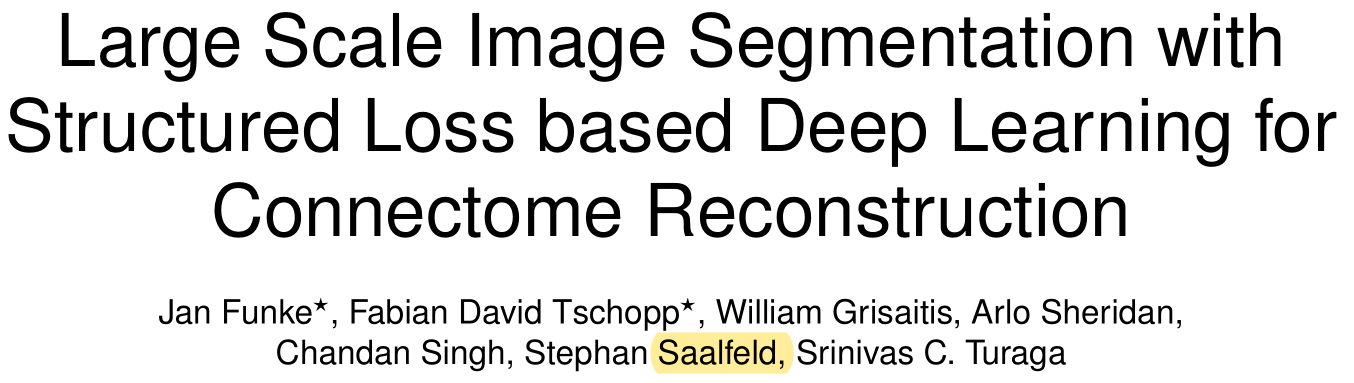 Large Scale Image Segmentation with
Structured Loss based Deep Learning for
Connectome Reconstruction
Jan Funke★, Fabian David Tschopp★, William Grisaitis, Arlo Sheridan,
Chandan Singh, Stephan Saalfeld, Srinivas C. Turaga